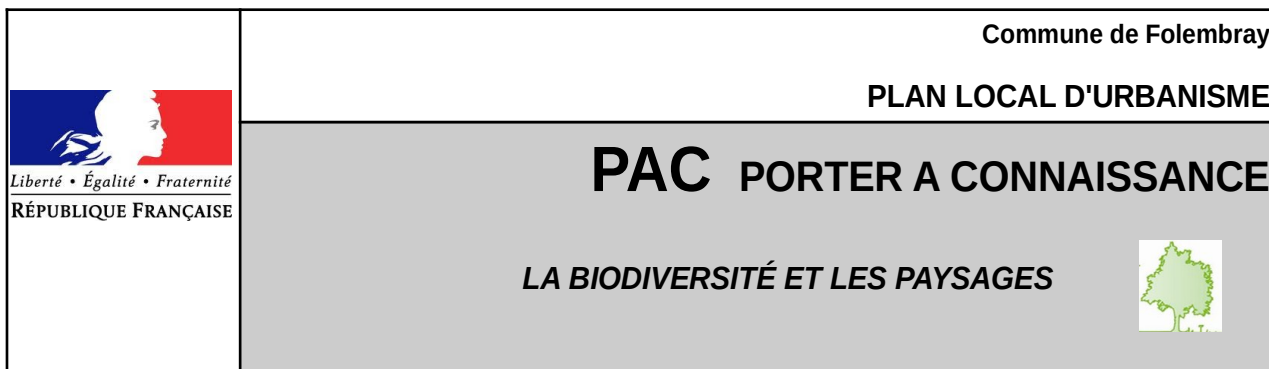 Commune de Folembray
PLAN LOCAL D'URBANISME
Liberté • Égalité • Fraternité
RÉPUBLIQUE FRANÇAISE
PAC PORTER A CONNAISSANCE
LA BIODIVERSITÉ ET LES PAYSAGES